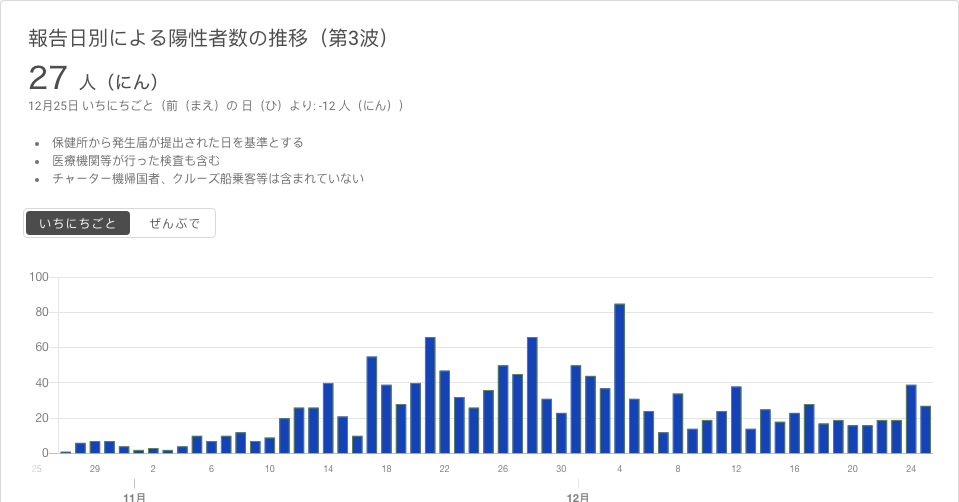 報告日別による陽性者数の推移（第3波）
27 人（にん）
12月25日 いちにちごと（前（まえ）の 日（ひ）より: -12 人（にん））
• 保健所から発生届が提出された日を基準とする
• 医療機関等が行った検査も含む
• チャーター機帰国者、クルーズ船乗客等は含まれていない
いちにちごと ぜんぶで
100
80
60
40
20
0
26 29 2 6 10 14 18 22 26 30 4 8 12 16 20 24
11月 12月